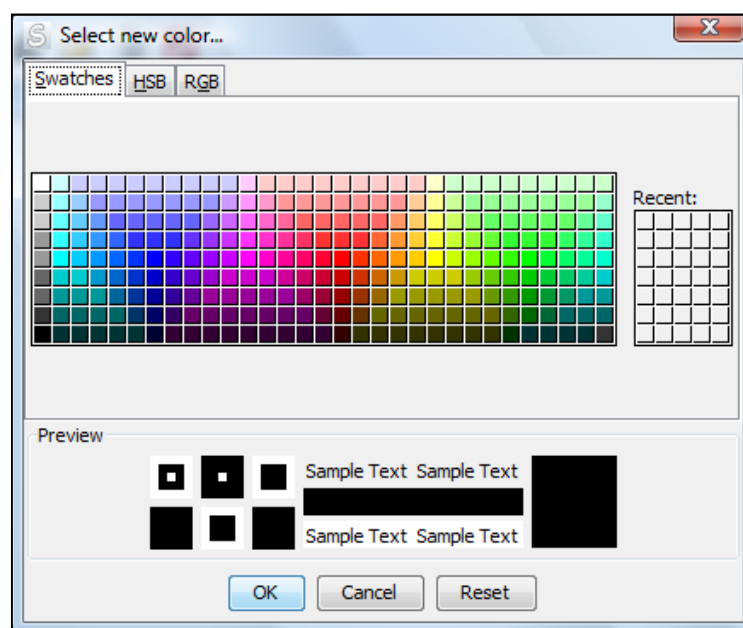 S Select new color...
Swatches HSB RGB
Recent:
Preview
Sample Text Sample Text
Sample Text Sample Text
OK Cancel Reset